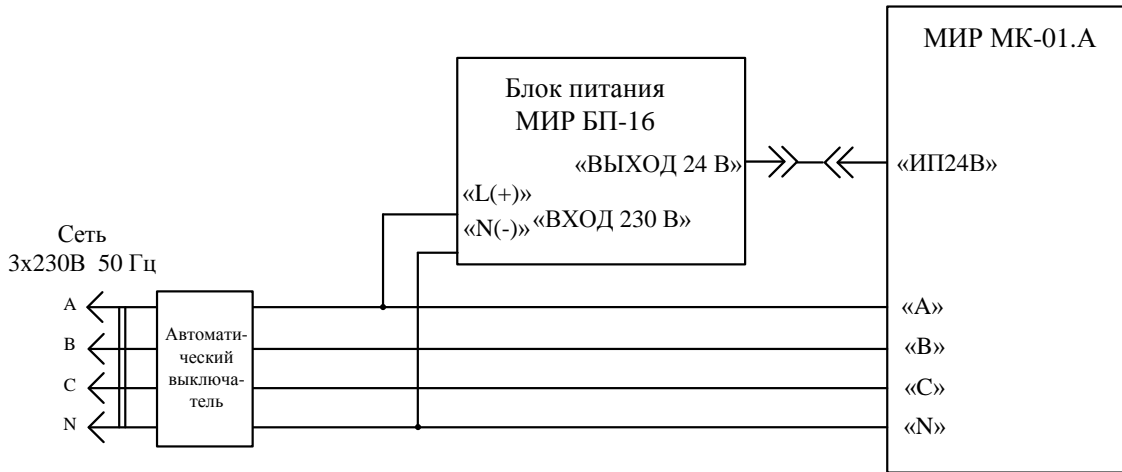 МИР МК-01.А
Блок питания
МИР БП-16
«ВЫХОД 24 В»
«ИП24В»
«L(+)»
«N(-)» «ВХОД 230 В»
Сеть
3х230В 50 Гц
А
В
С
N
Автомати-
ческий
выключа-
тель
«А»
«В»
«С»
«N»